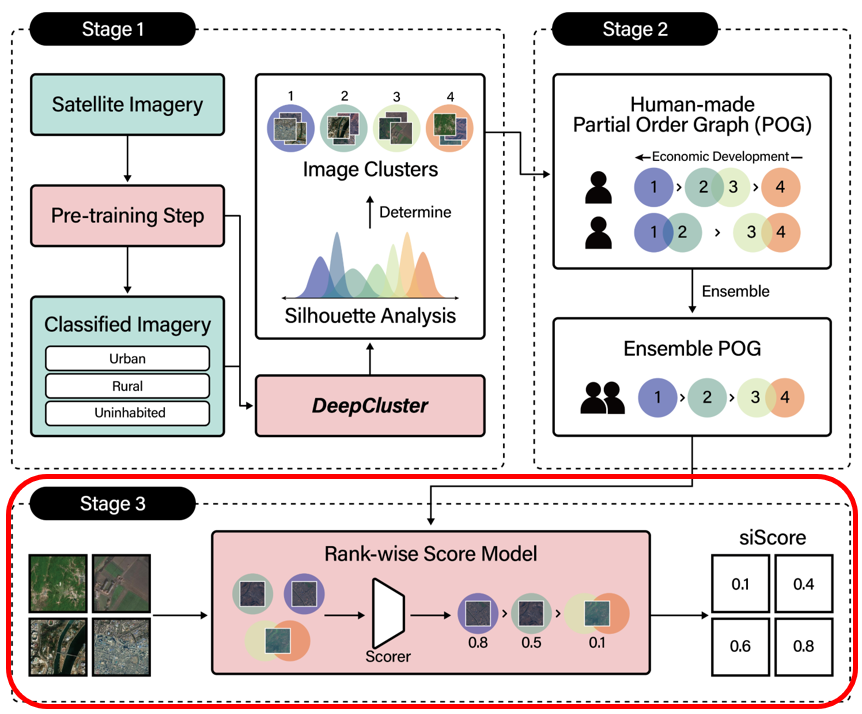 Stage 1
Satellite Imagery
Pre-training Step
Classified Imagery
Urban
Rural
Uninhabited
1 2 3 4
Image Clusters
Determine
Silhouette Analysis
DeepCluster
Stage 2
Human-made
Partial Order Graph (POG)
Economic Development
1 > 2 3 > 4
1 2 > 3 4
Ensemble
Ensemble POG
1 > 2 > 3 4
Stage 3
Rank-wise Score Model
Scorer
> >
0.8 0.5 0.1
siScore
0.1 0.4
0.6 0.8